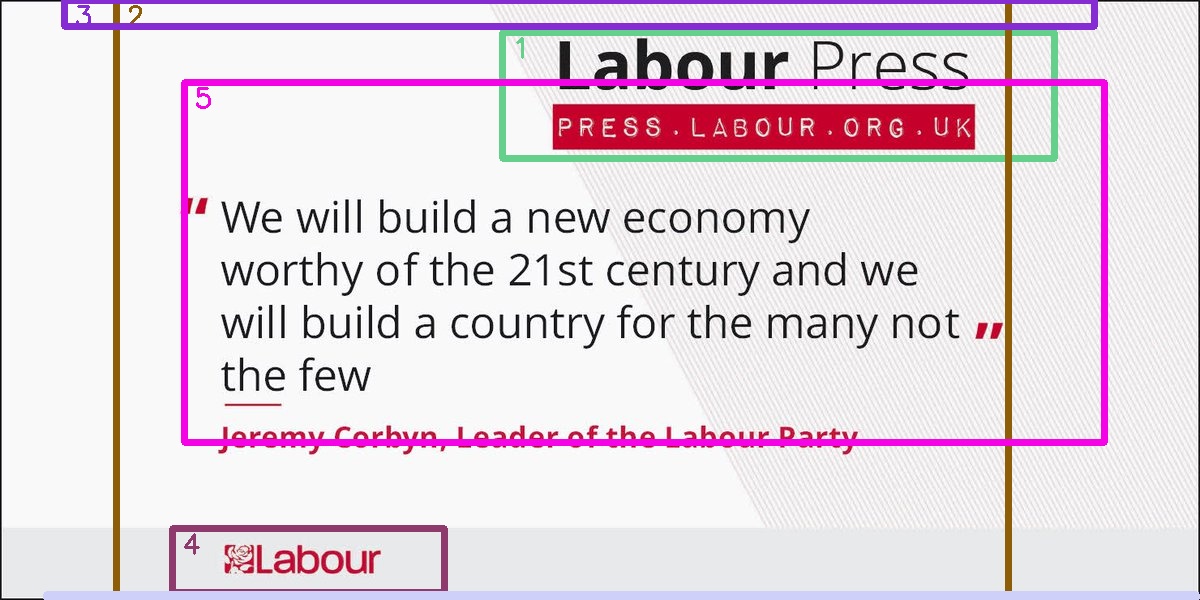 Labour Press
PRESS.LABOUR.ORG.UK
"We will build a new economy
worthy of the 21st century and we
will build a country for the many not"
the few
Jeremy Corbyn, Leader of the Labour Party
Labour